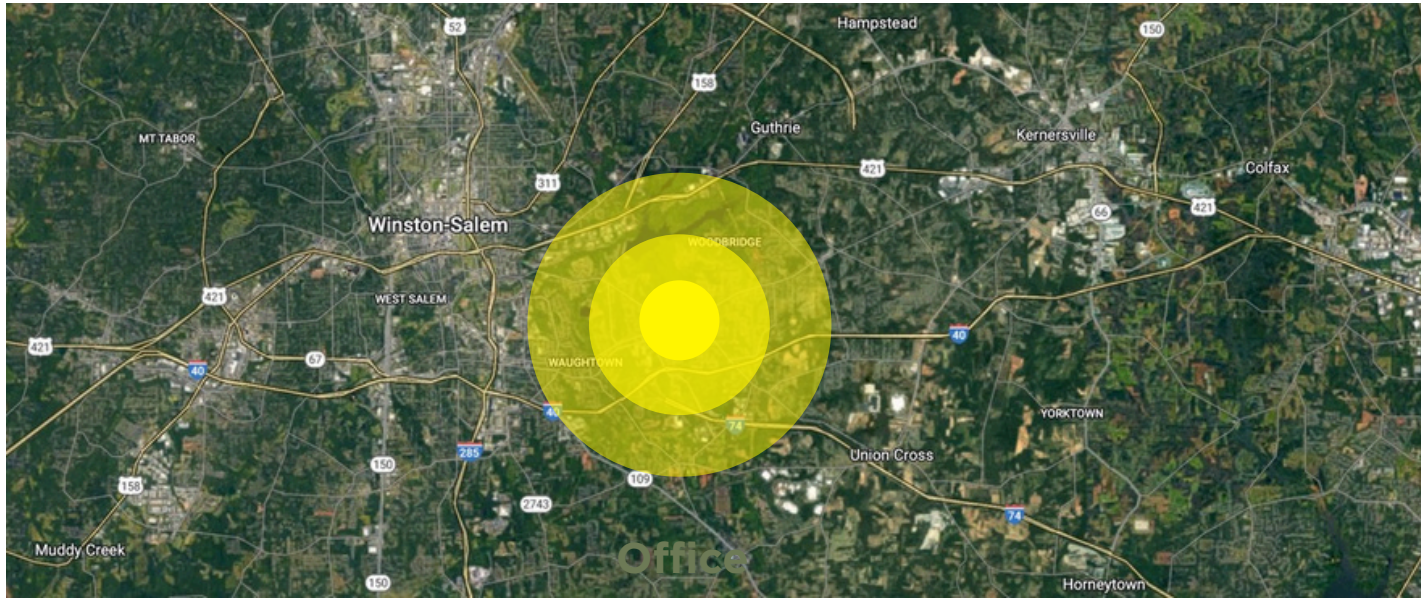 Hampstead
52
150
158
Guthrie
MT TABOR
Kernersville
421
Colfax
311
66
421
Winston-Salem
WOODBRIDGE
421
WEST SALEM
40
421
67
WAUGHTOWN
40
40
YORKTOWN
74
285
Union Cross
150
109
158
2743
74
Muddy Creek
Office
150
Horneytown